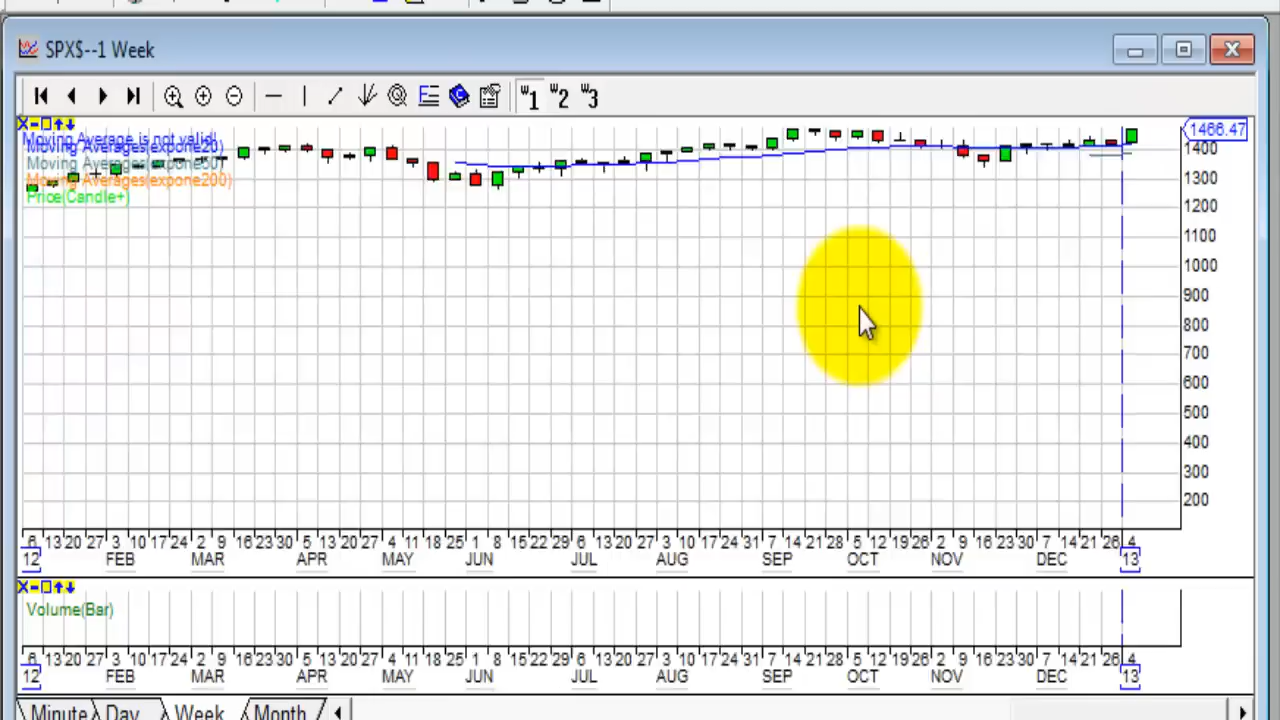 SPX$--1 Week
W1 W2 W3
Moving Average is not valid!
Moving Averages(expone20)
Moving Averages(expone50)
Moving Averages(expone200)
Price(Candle+)
1466.47
1400
1300
1200
1100
1000
900
800
700
600
500
400
300
200
6 13 20 27 3 10 17 24 2 9 16 23 30 5 13 20 27 4 11 18 25 1 8 15 22 29 6 13 20 27 3 10 17 24 31 7 14 21 28 5 12 19 26 2 9 16 23 30 7 14 21 26 4
12 FEB MAR APR MAY JUN JUL AUG SEP OCT NOV DEC 13
Volume(Bar)
6 13 20 27 3 10 17 24 2 9 16 23 30 5 13 20 27 4 11 18 25 1 8 15 22 29 6 13 20 27 3 10 17 24 31 7 14 21 28 5 12 19 26 2 9 16 23 30 7 14 21 26 4
12 FEB MAR APR MAY JUN JUL AUG SEP OCT NOV DEC 13
Minute Day Week Month